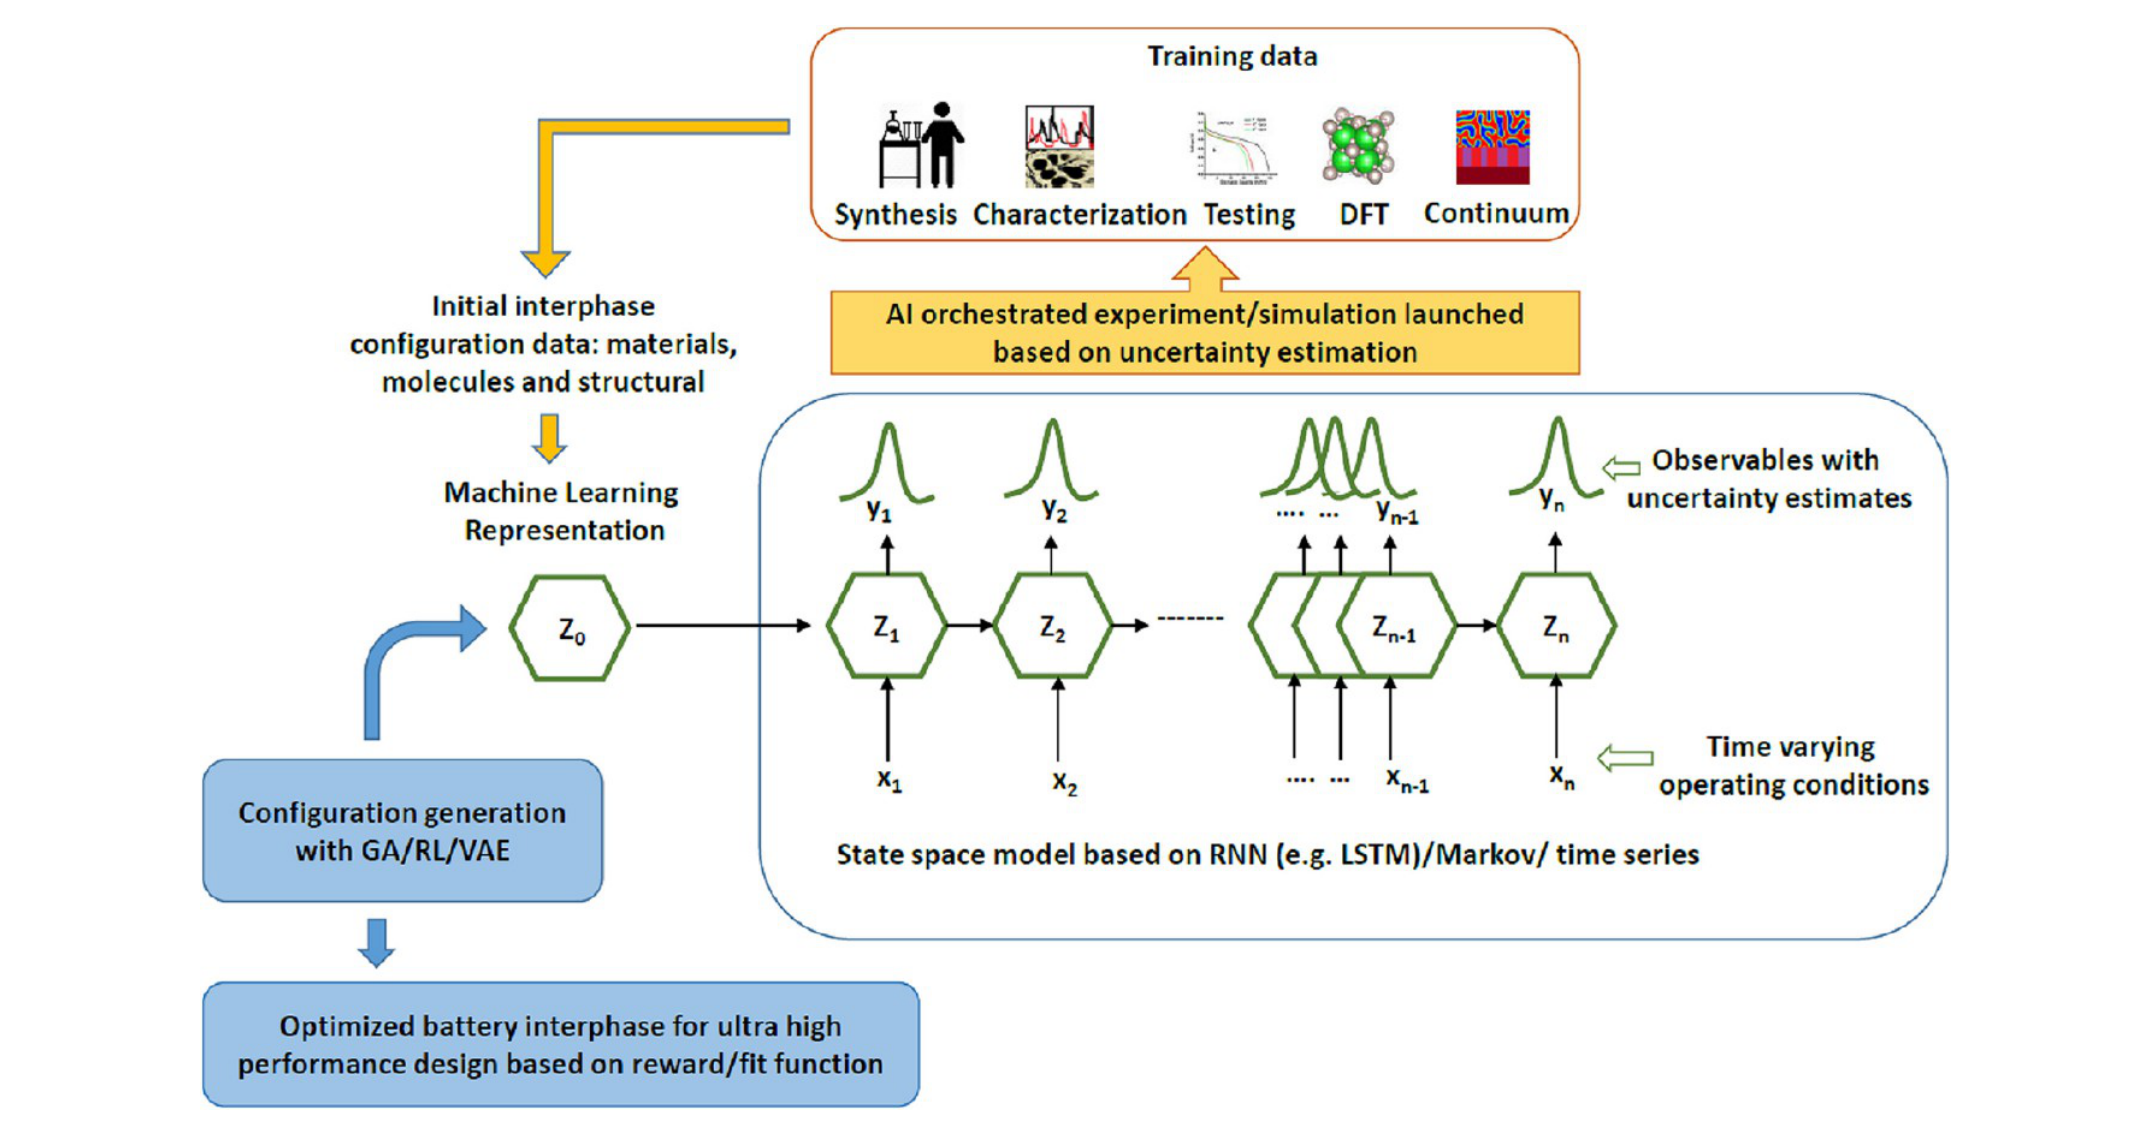 Training data
Synthesis Characterization Testing DFT Continuum
AI orchestrated experiment/simulation launched
based on uncertainty estimation
Initial interphase
configuration data: materials,
molecules and structural
Machine Learning
Representation
Z0
y1
y2
.... ... yn-1
yn
Observables with
uncertainty estimates
Z1
Z2
-------
Zn-1
Zn
x1
x2
.... ... xn-1
xn
Time varying
operating conditions
State space model based on RNN (e.g. LSTM)/Markov/ time series
Configuration generation
with GA/RL/VAE
Optimized battery interphase for ultra high
performance design based on reward/fit function